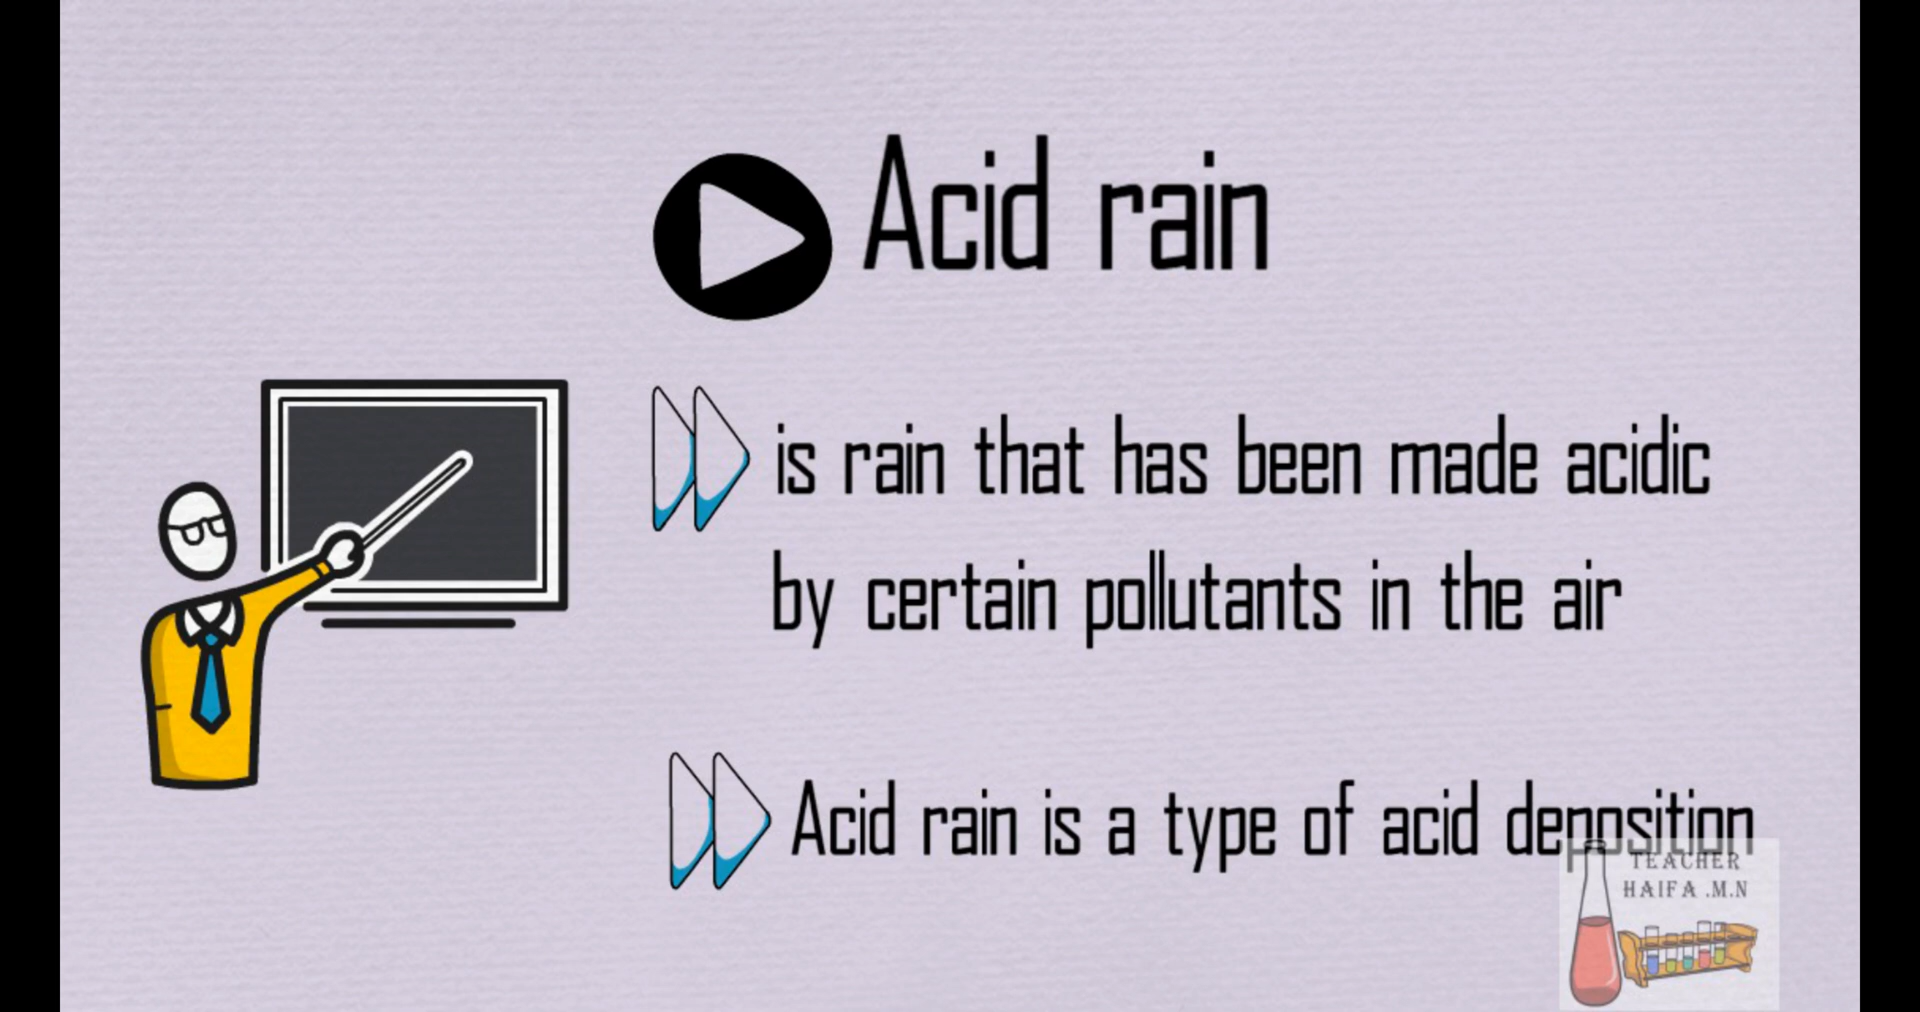 Acid rain
is rain that has been made acidic
by certain pollutants in the air
Acid rain is a type of acid deposition
TEACHER
HAIFA .M.N